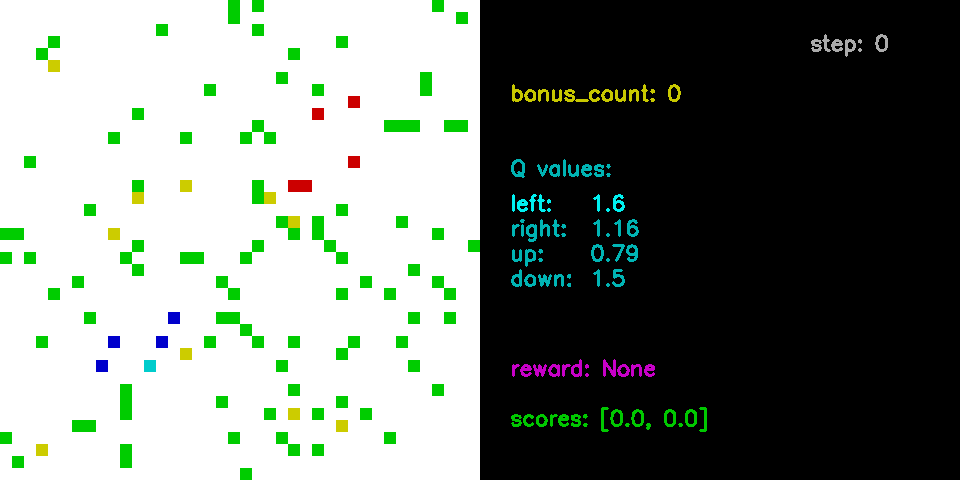 step: 0
bonus_count: 0
Q values:
left: 1.6
right: 1.16
up: 0.79
down: 1.5
reward: None
scores: [0.0, 0.0]